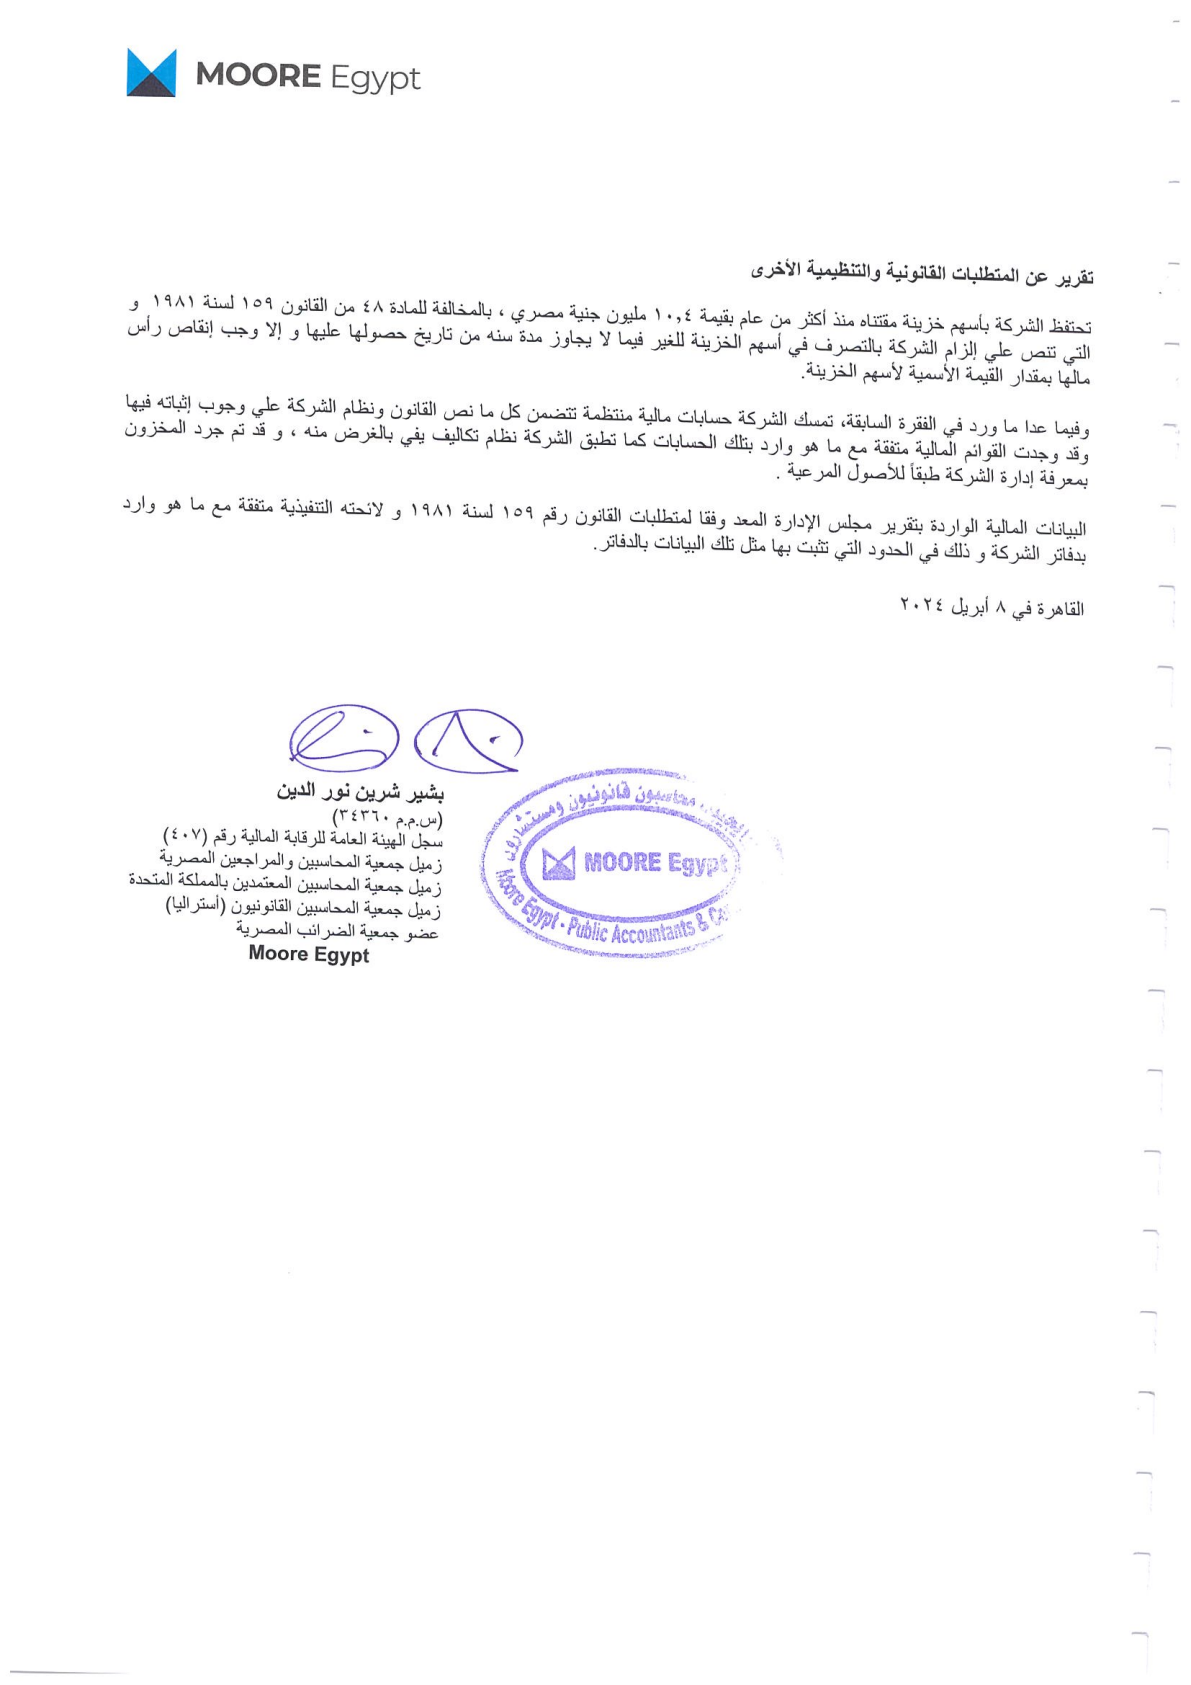 MOORE Egypt
تقرير عن المتطلبات القانونية والتنظيمية الأخرى
تحتفظ الشركة بأسهم خزينة مقتناه منذ أكثر من عام بقيمة ١٠,٤ مليون جنية مصري ، بالمخالفة للمادة ٤٨ من القانون ١٥٩ لسنة ١٩٨١ و
التي تنص علي إلزام الشركة بالتصرف في أسهم الخزينة للغير فيما لا يجاوز مدة سنه من تاريخ حصولها عليها و إلا وجب إنقاص رأس
مالها بمقدار القيمة الأسمية لأسهم الخزينة.
وفيما عدا ما ورد في الفقرة السابقة، تمسك الشركة حسابات مالية منتظمة تتضمن كل ما نص القانون ونظام الشركة علي وجوب إثباته فيها
وقد وجدت القوائم المالية متفقة مع ما هو وارد بتلك الحسابات كما تطبق الشركة نظام تكاليف يفي بالغرض منه ، و قد تم جرد المخزون
بمعرفة إدارة الشركة طبقاً للأصول المرعية .
البيانات المالية الواردة بتقرير مجلس الإدارة المعد وفقا لمتطلبات القانون رقم ١٥٩ لسنة ١٩٨١ و لائحته التنفيذية متفقة مع ما هو وارد
بدفاتر الشركة و ذلك في الحدود التي تثبت بها مثل تلك البيانات بالدفاتر.
القاهرة في ٨ أبريل ٢٠٢٤
بشير شرين نور الدين
(س.م.م ٣٤٣٦٠)
سجل الهيئة العامة للرقابة المالية رقم (٤٠٧)
زميل جمعية المحاسبين والمراجعين المصرية
زميل جمعية المحاسبين المعتمدين بالمملكة المتحدة
زميل جمعية المحاسبين القانونيون (أستراليا)
عضو جمعية الضرائب المصرية
Moore Egypt
محاسبون قانونيون ومستشارون
MOORE Egypt
Moore Egypt - Public Accountants &